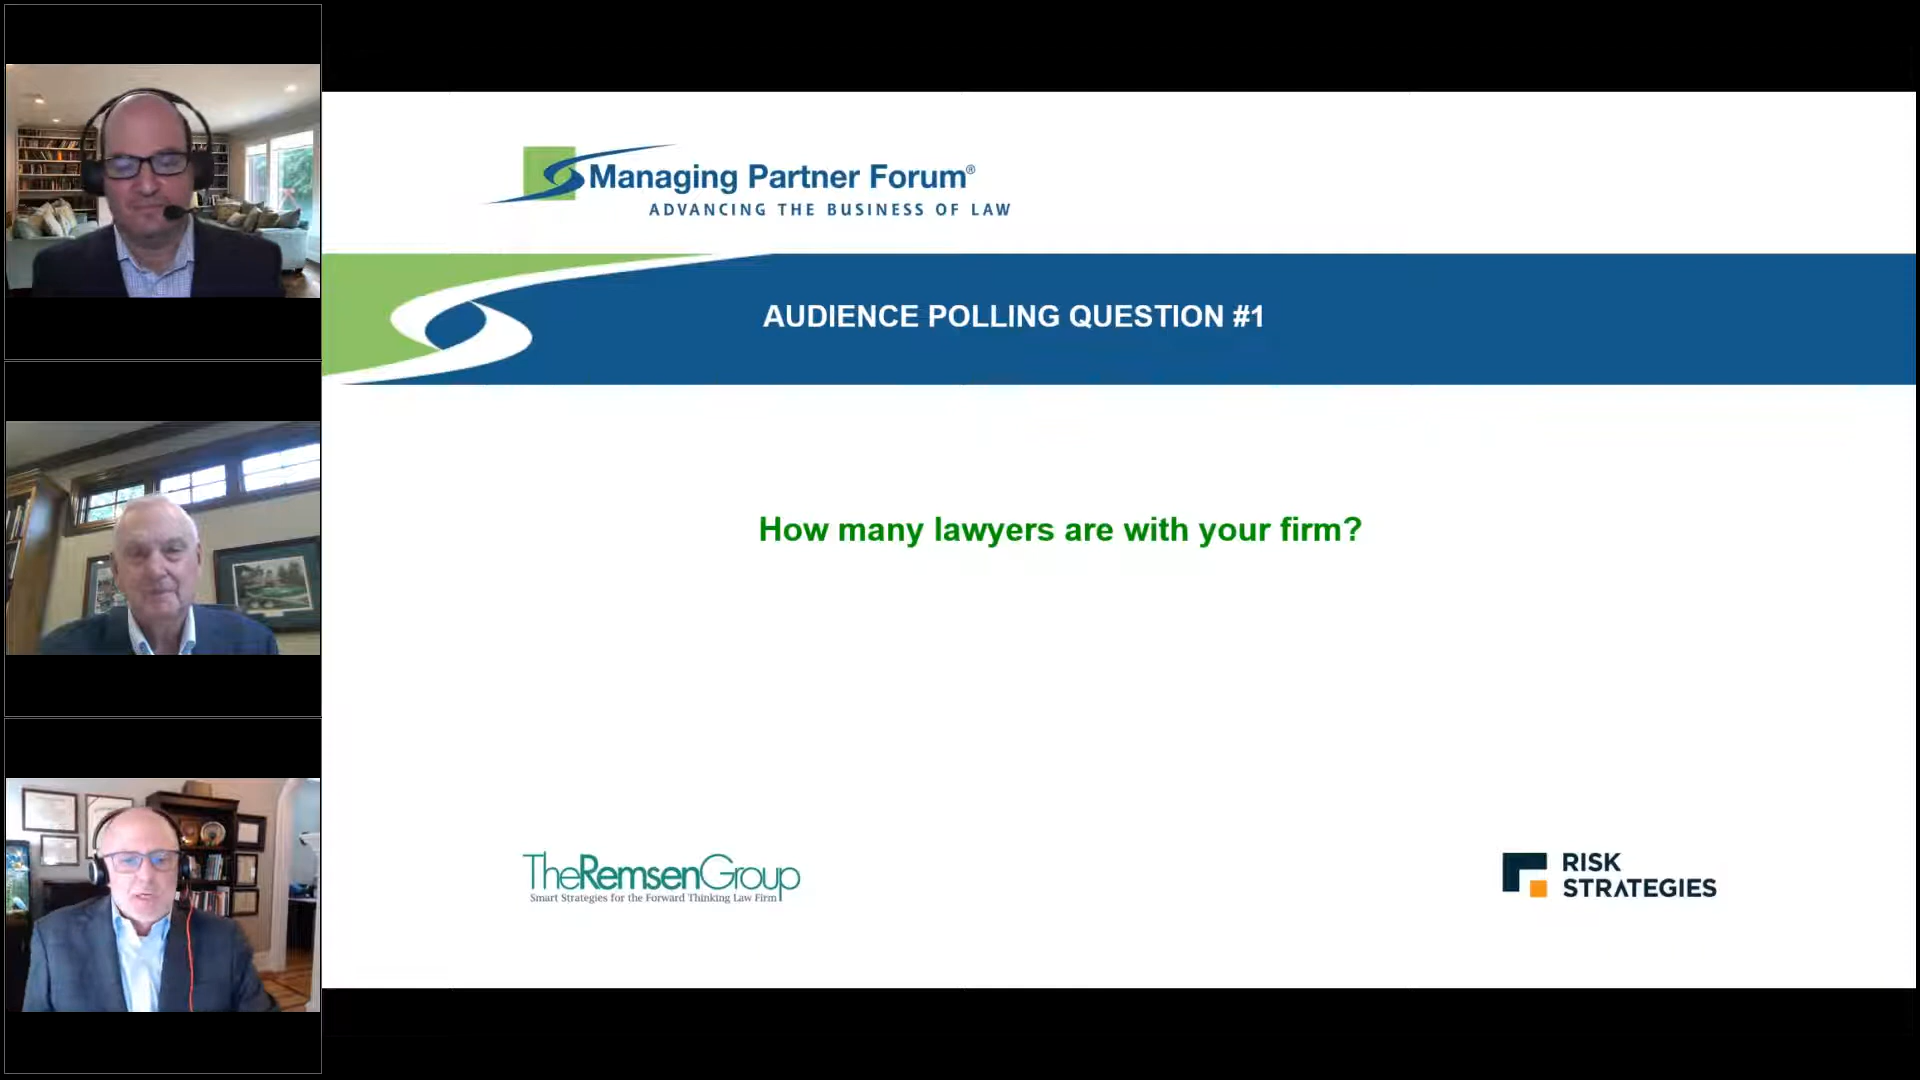 Managing Partner Forum®
ADVANCING THE BUSINESS OF LAW
AUDIENCE POLLING QUESTION #1
How many lawyers are with your firm?
TheRemsenGroup
Smart Strategies for the Forward Thinking Law Firm
RISK
STRATEGIES